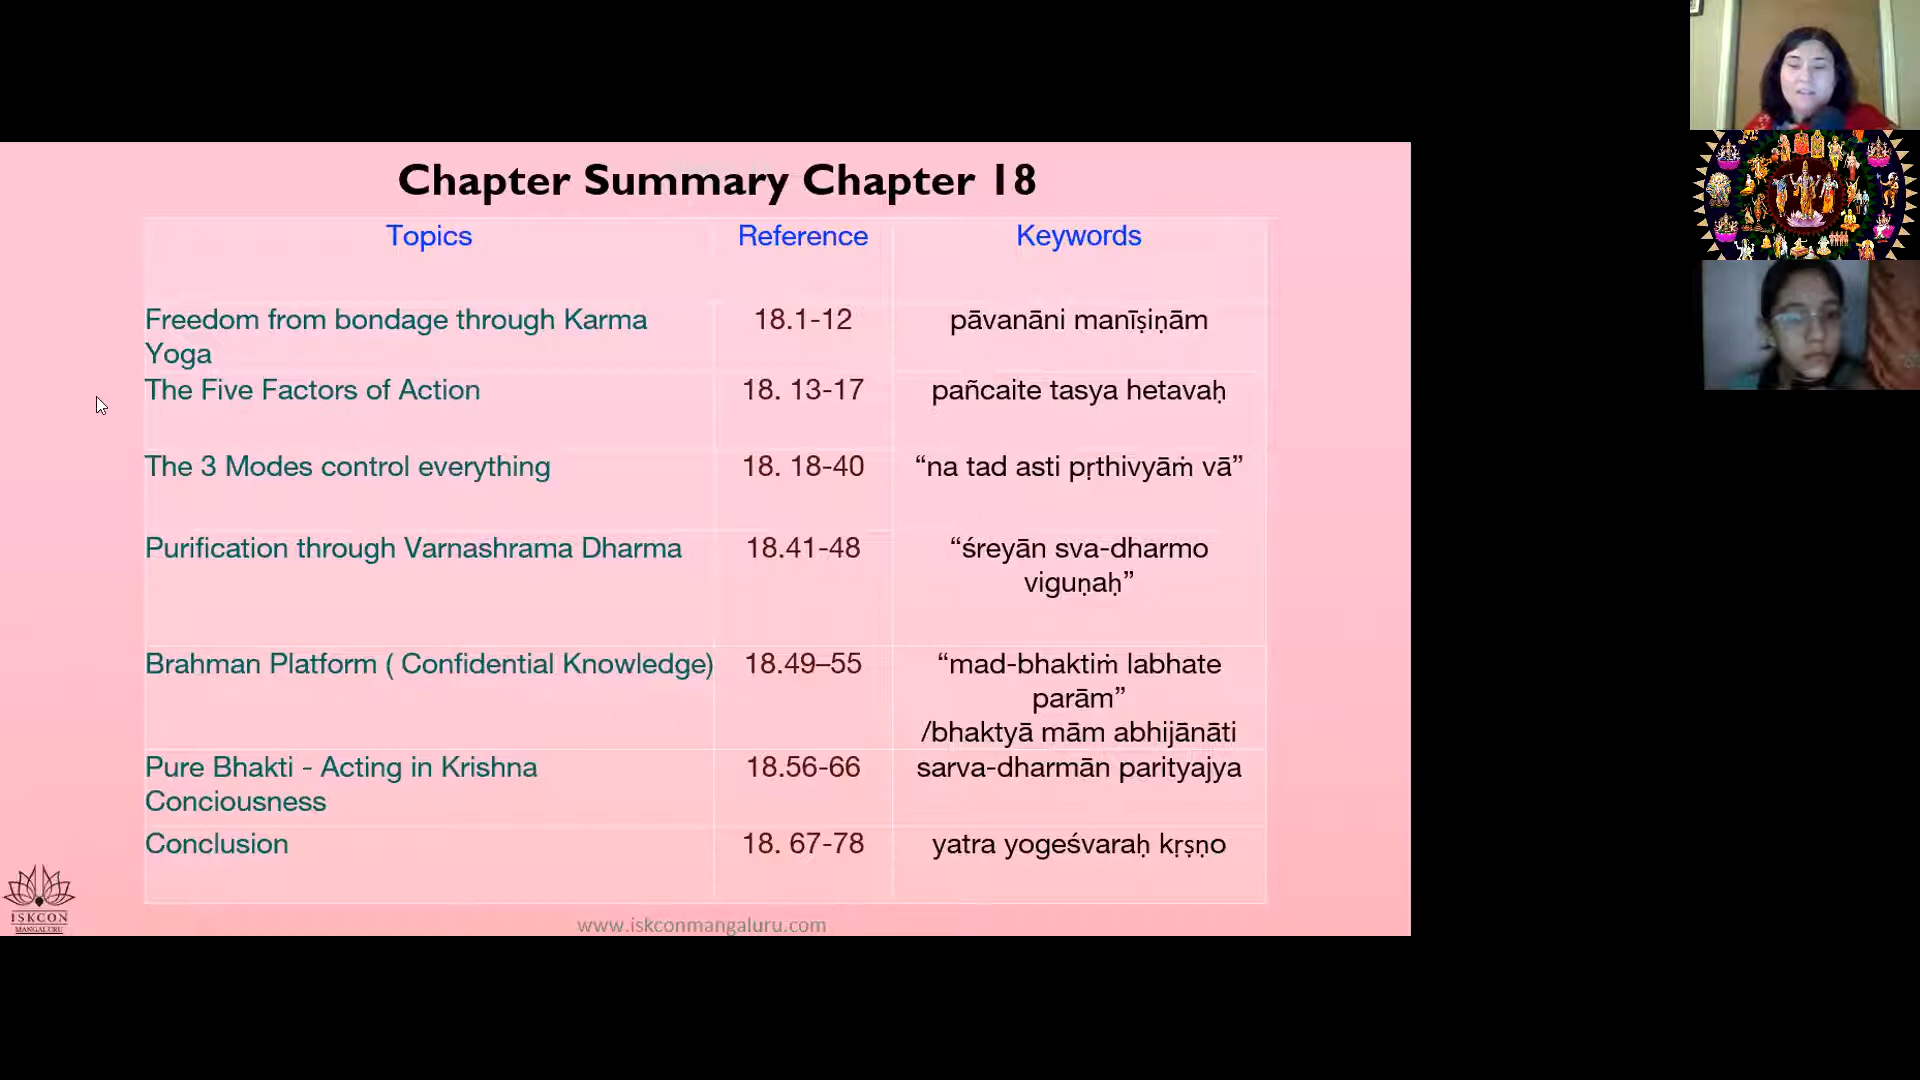 Chapter Summary Chapter 18
Topics Reference Keywords
Freedom from bondage through Karma 18.1-12 pāvanāni manīṣiṇām
Yoga
The Five Factors of Action 18. 13-17 pañcaite tasya hetavaḥ
The 3 Modes control everything 18. 18-40 “na tad asti pṛthivyāṁ vā”
Purification through Varnashrama Dharma 18.41-48 “śreyān sva-dharmo
viguṇaḥ”
Brahman Platform ( Confidential Knowledge) 18.49–55 “mad-bhaktiṁ labhate
parām”
/bhaktyā mām abhijānāti
Pure Bhakti - Acting in Krishna 18.56-66 sarva-dharmān parityajya
Conciousness
Conclusion 18. 67-78 yatra yogeśvaraḥ kṛṣṇo
ISKCON
MANGALURU
www.iskconmangaluru.com